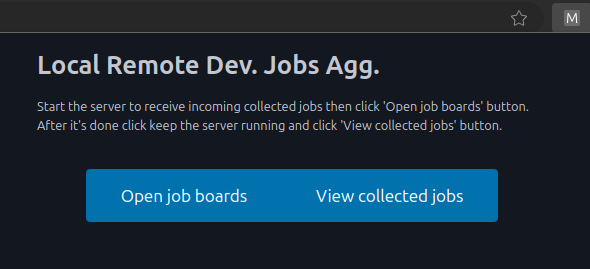 M
Local Remote Dev. Jobs Agg.
Start the server to receive incoming collected jobs then click 'Open job boards' button.
After it's done click keep the server running and click 'View collected jobs' button.
Open job boards View collected jobs